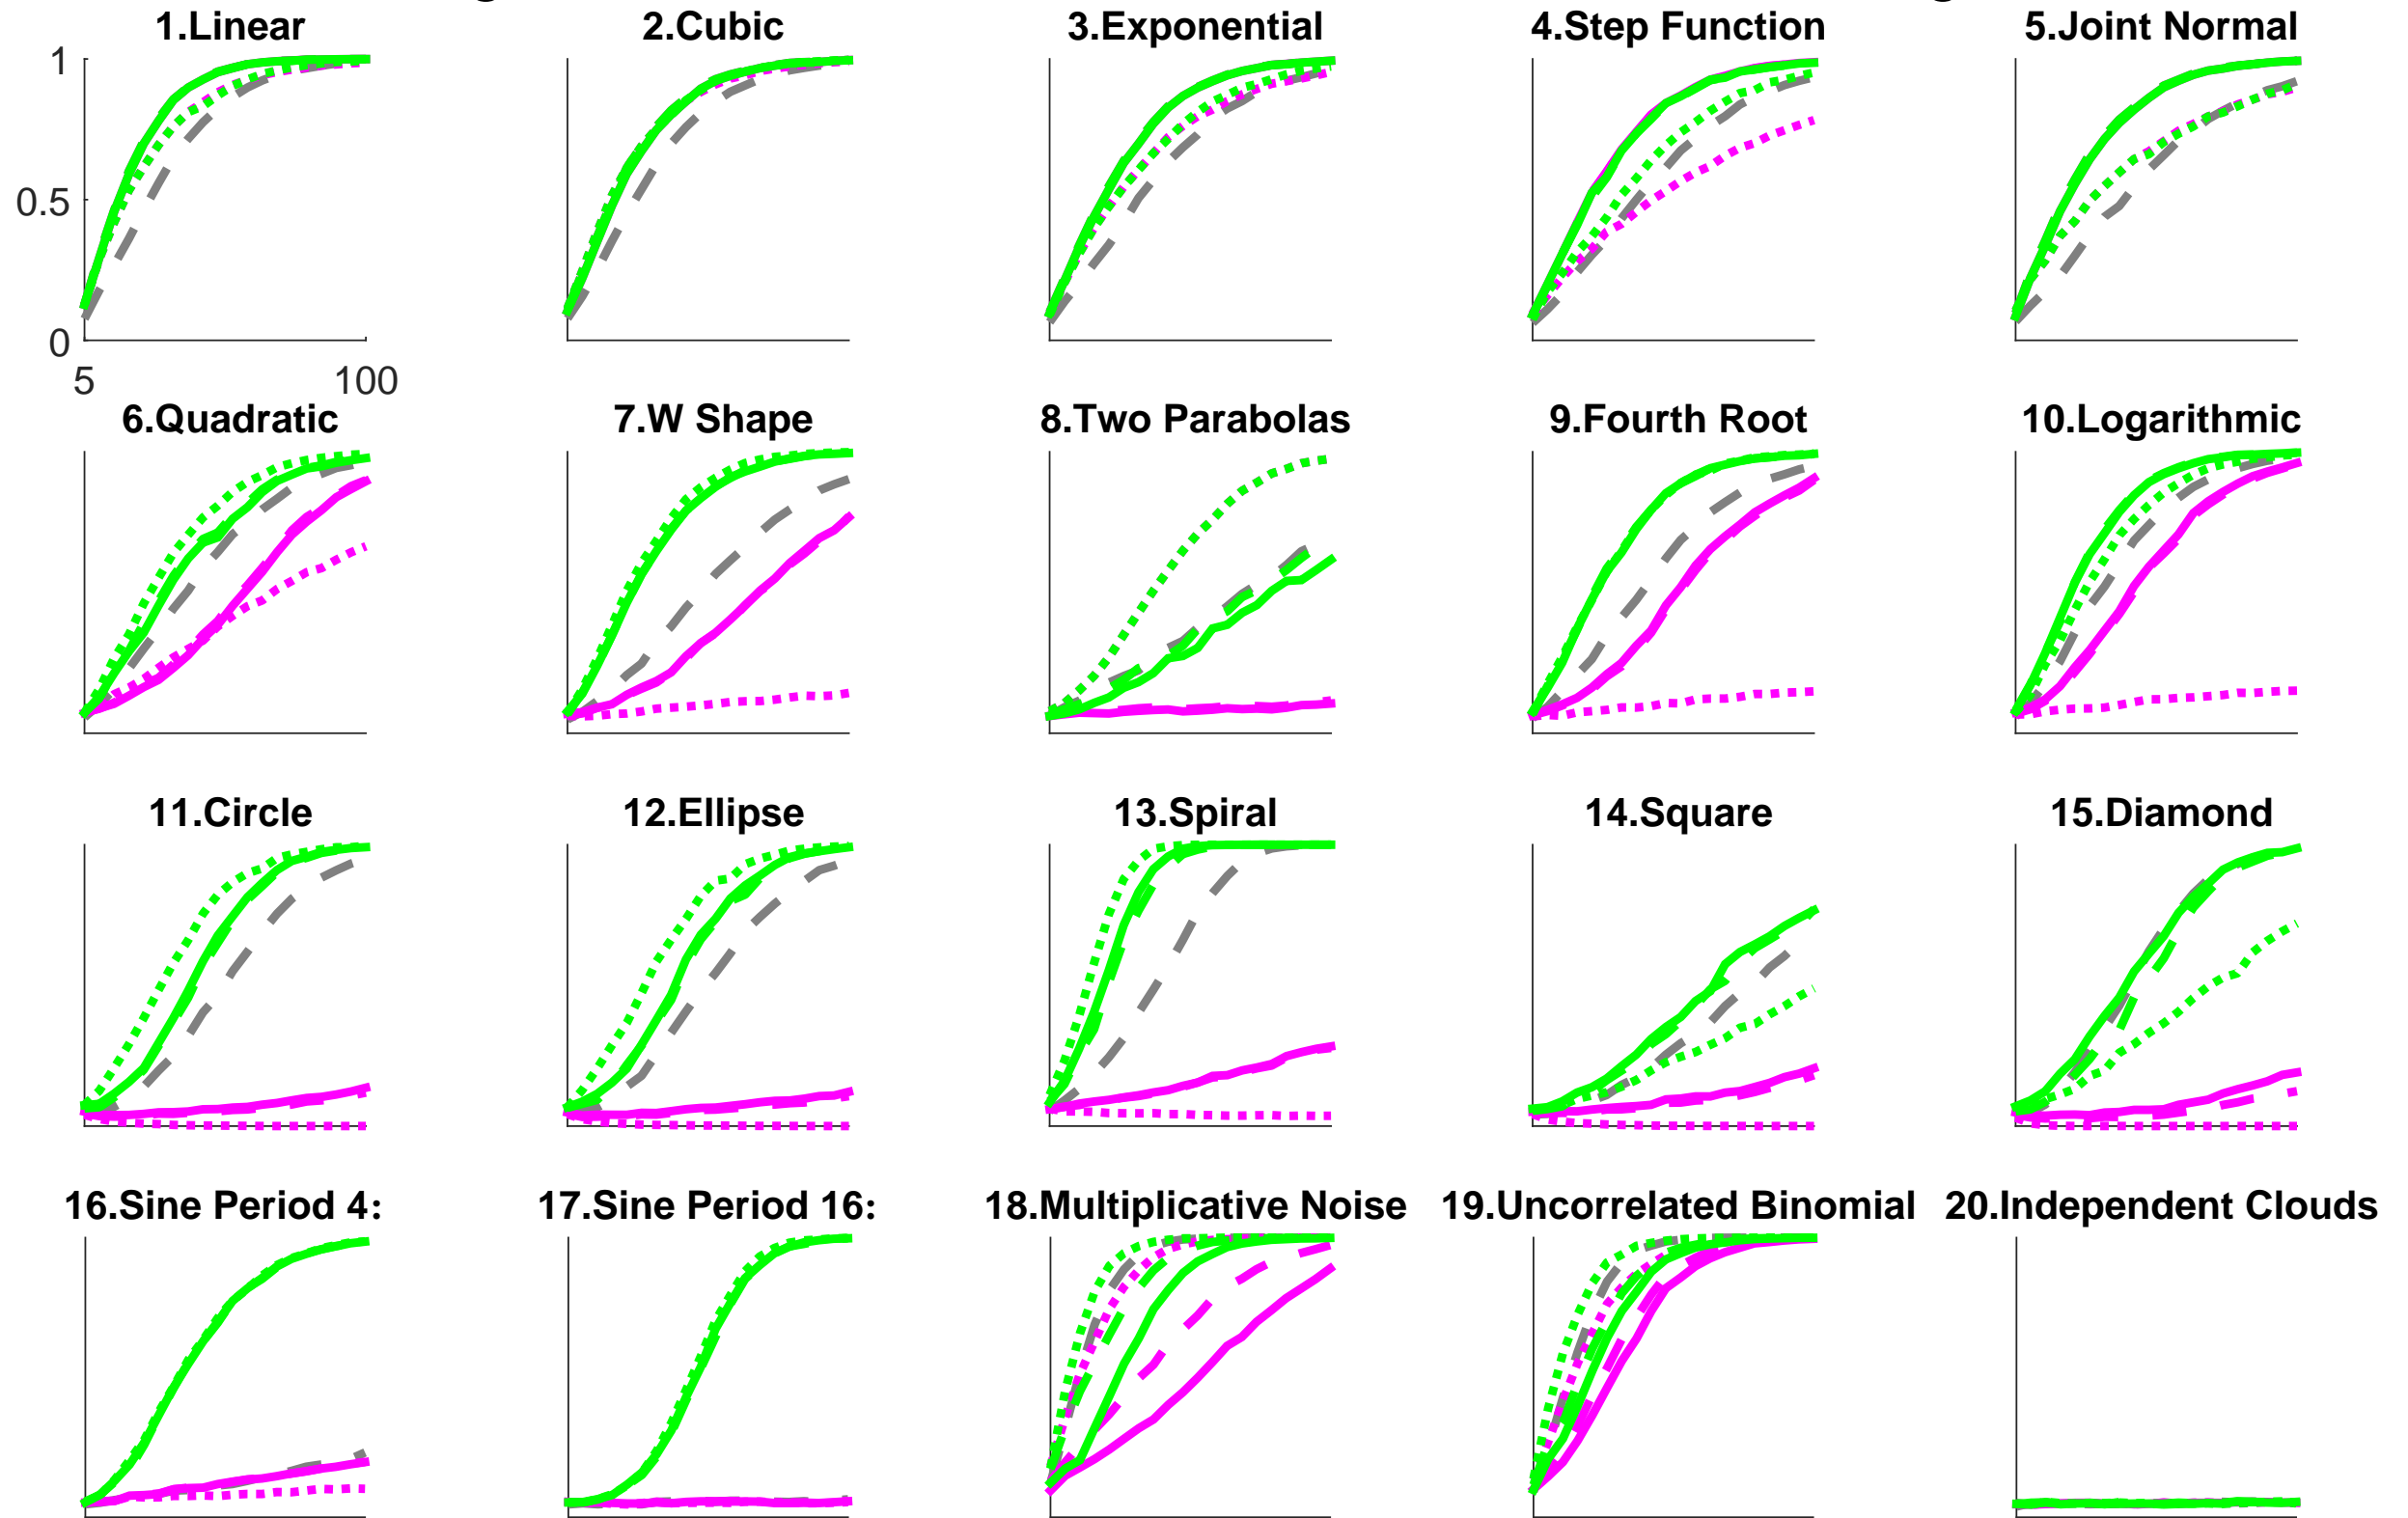 1.Linear
2.Cubic
3.Exponential
4.Step Function
5.Joint Normal
1
0.5
0
5
100
6.Quadratic
7.W Shape
8.Two Parabolas
9.Fourth Root
10.Logarithmic
11.Circle
12.Ellipse
13.Spiral
14.Square
15.Diamond
16.Sine Period 4:
17.Sine Period 16:
18.Multiplicative Noise
19.Uncorrelated Binomial
20.Independent Clouds